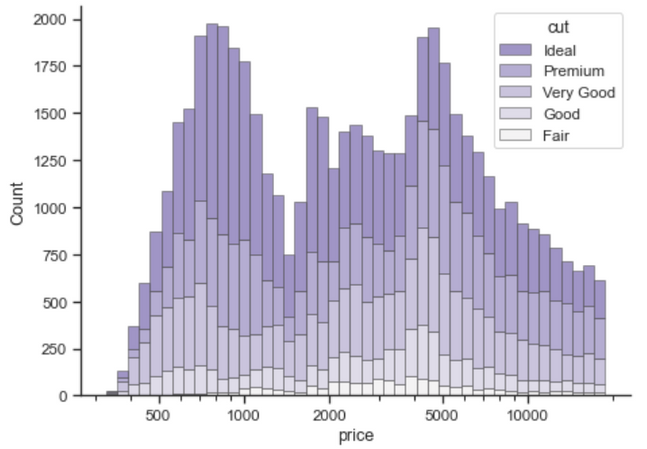 2000
1750
1500
1250
1000
750
500
250
0
Count
500
1000
2000
5000
10000
price
cut
Ideal
Premium
Very Good
Good
Fair